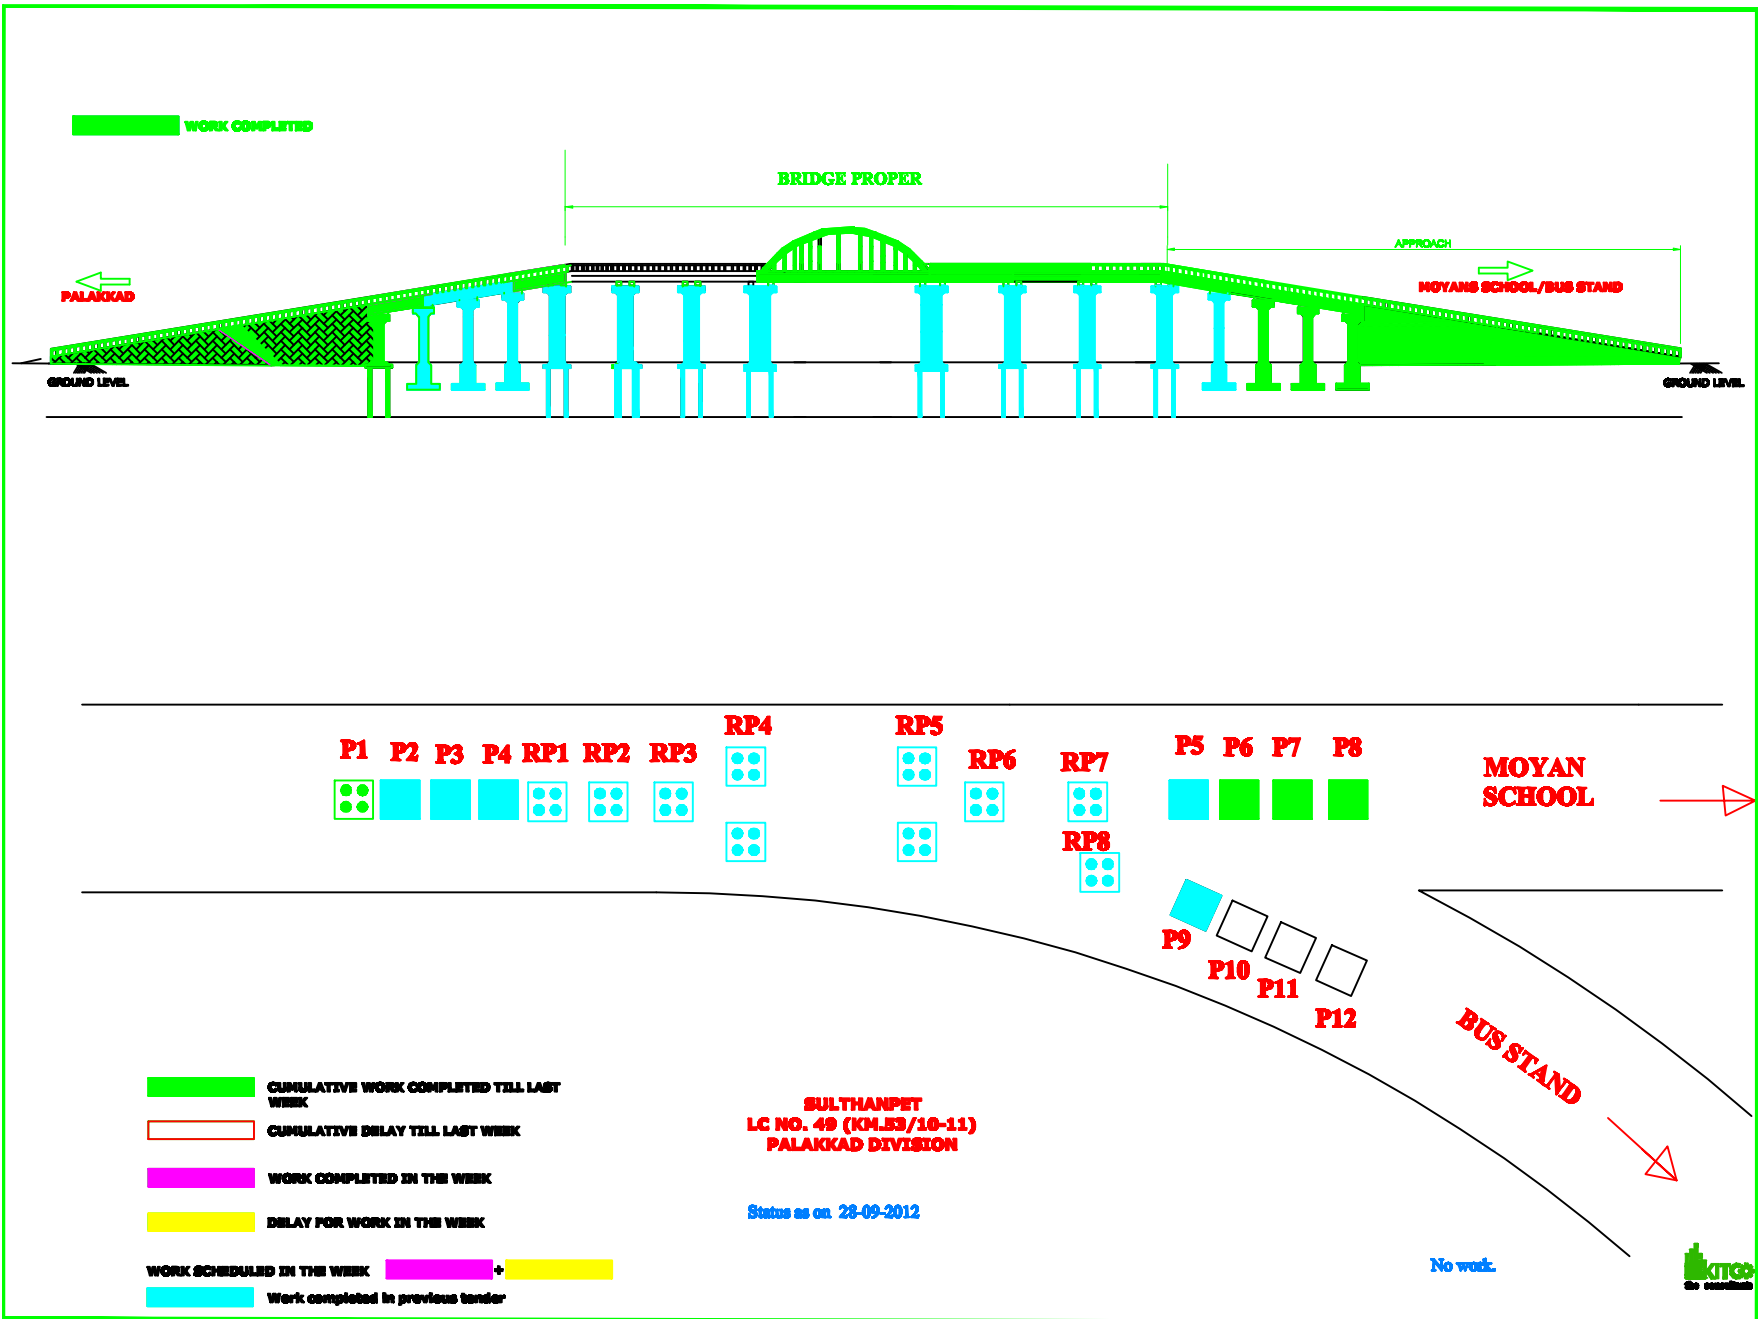 WORK COMPLETED
BRIDGE PROPER
APPROACH
PALAKKAD
MOYANS SCHOOL/BUS STAND
GROUND LEVEL
GROUND LEVEL
P1 P2 P3 P4 RP1 RP2 RP3 RP4 RP5 RP6 RP7 P5 P6 P7 P8
MOYAN
SCHOOL
RP8
P9
P10
P11
P12
BUS STAND
CUMULATIVE WORK COMPLETED TILL LAST
WEEK
CUMULATIVE DELAY TILL LAST WEEK
WORK COMPLETED IN THE WEEK
DELAY FOR WORK IN THE WEEK
WORK SCHEDULED IN THE WEEK +
Work completed in previous tender
SULTHANPET
LC NO. 49 (KM.53/10-11)
PALAKKAD DIVISION
Status as on 28-09-2012
No work.
KITCO
the consultants